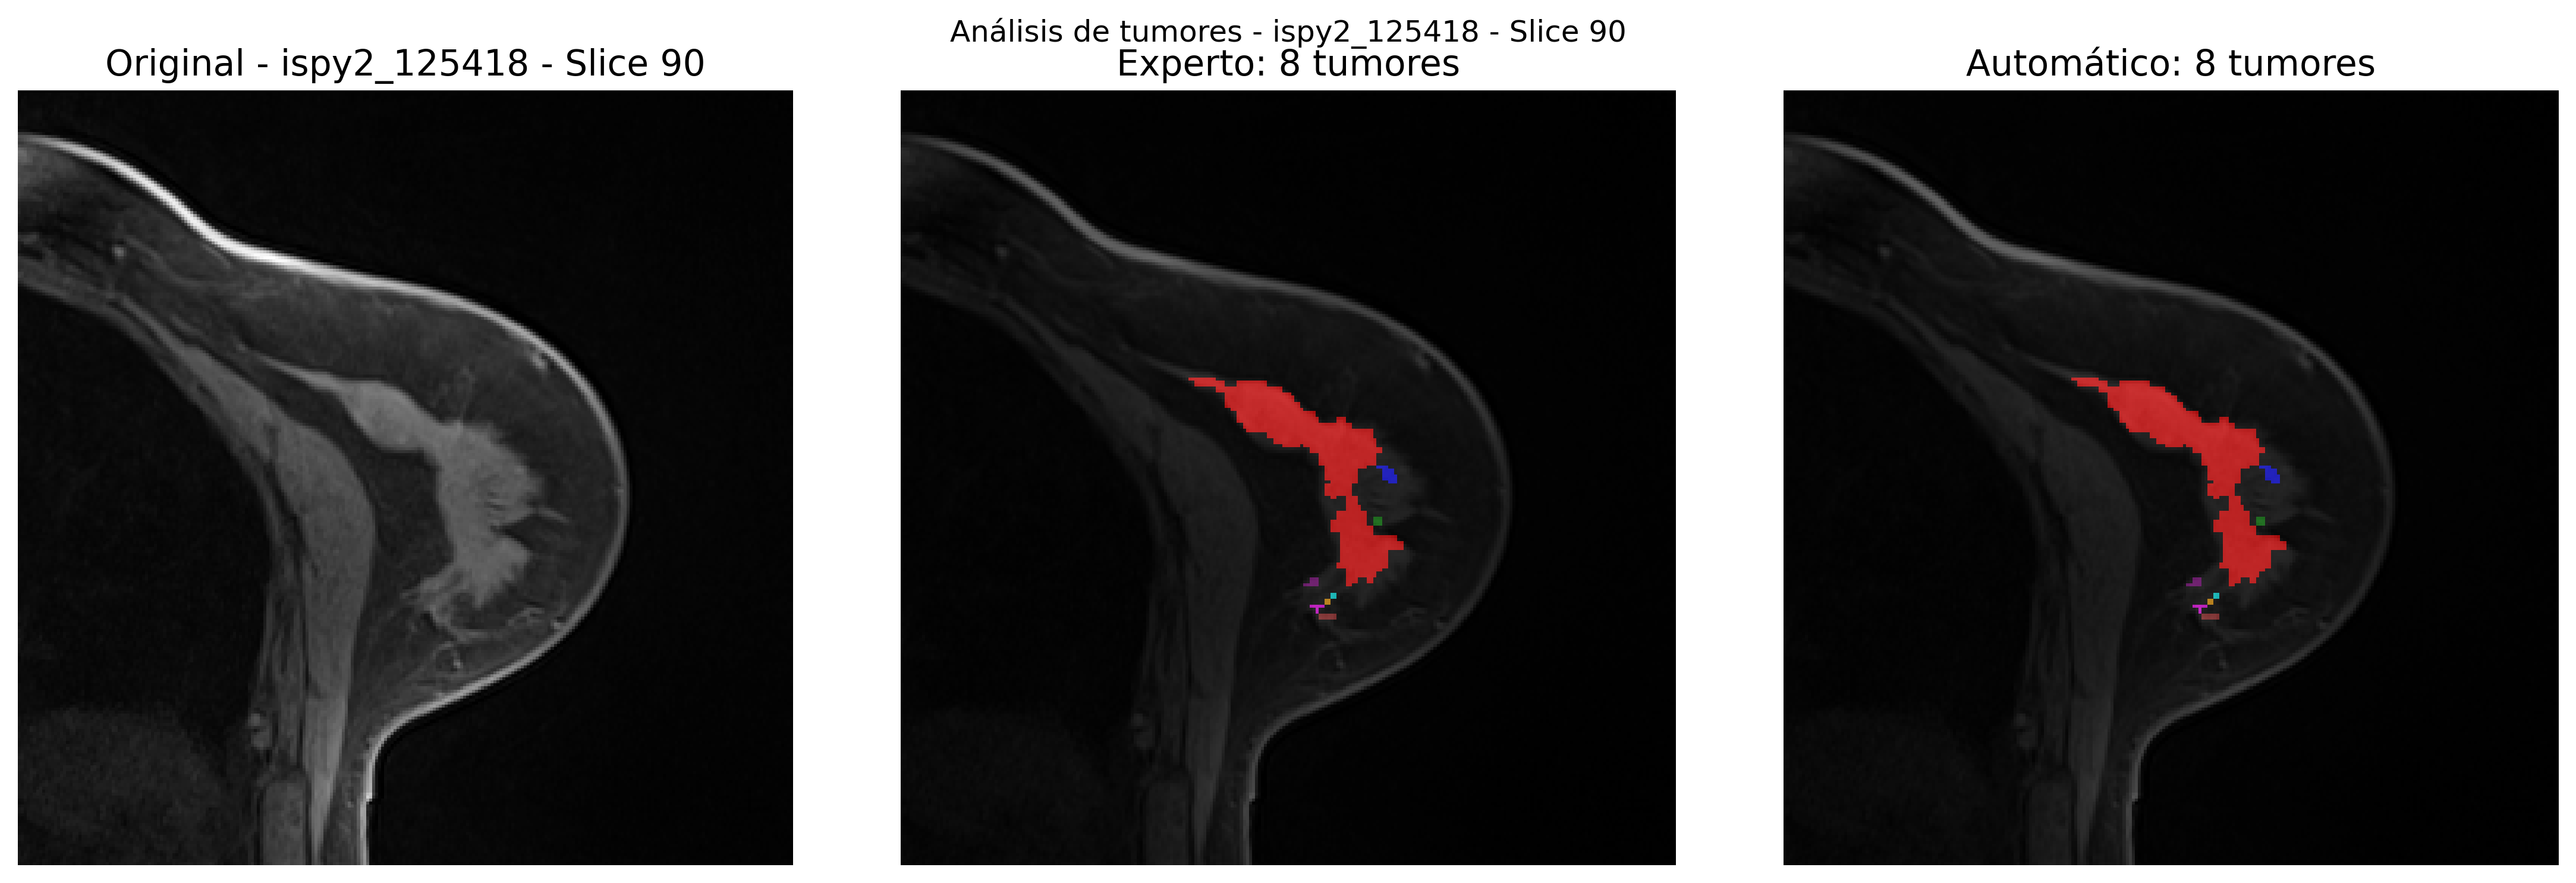 Análisis de tumores - ispy2_125418 - Slice 90
Original - ispy2_125418 - Slice 90
Experto: 8 tumores
Automático: 8 tumores